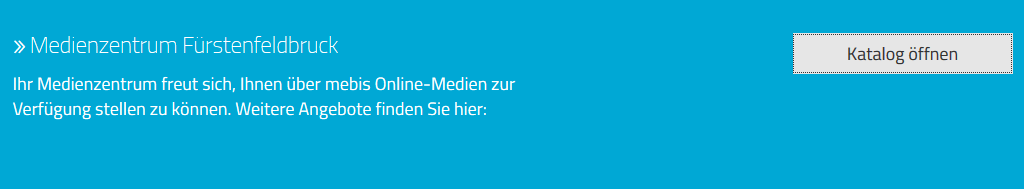 » Medienzentrum Fürstenfeldbruck
Katalog öffnen
Ihr Medienzentrum freut sich, Ihnen über mebis Online-Medien zur
Verfügung stellen zu können. Weitere Angebote finden Sie hier: